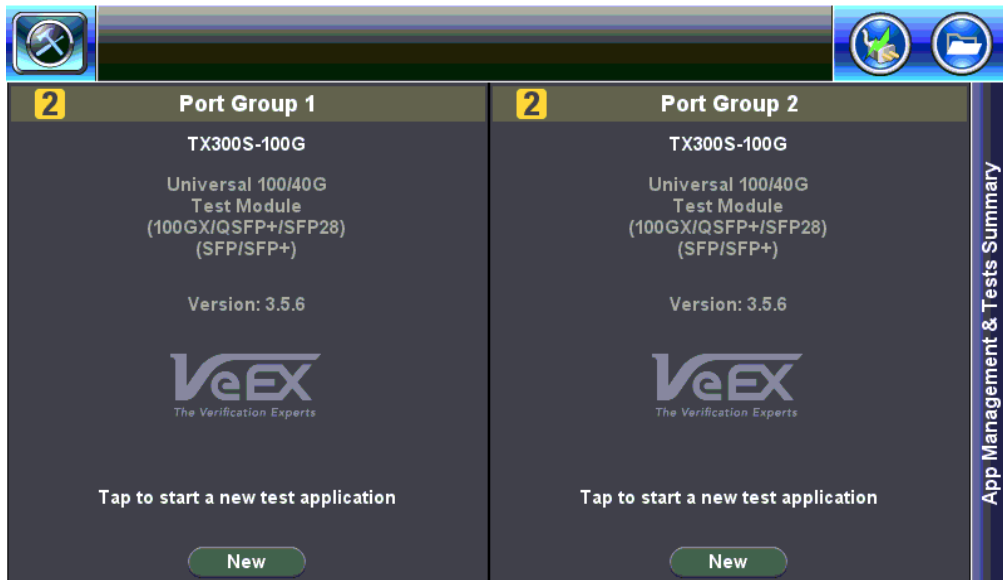 2 Port Group 1
TX300S-100G
Universal 100/40G
Test Module
(100GX/QSFP+/SFP28)
(SFP/SFP+)
Version: 3.5.6
VeEX
The Verification Experts
Tap to start a new test application
New
2 Port Group 2
TX300S-100G
Universal 100/40G
Test Module
(100GX/QSFP+/SFP28)
(SFP/SFP+)
Version: 3.5.6
VeEX
The Verification Experts
Tap to start a new test application
New
App Management & Tests Summary